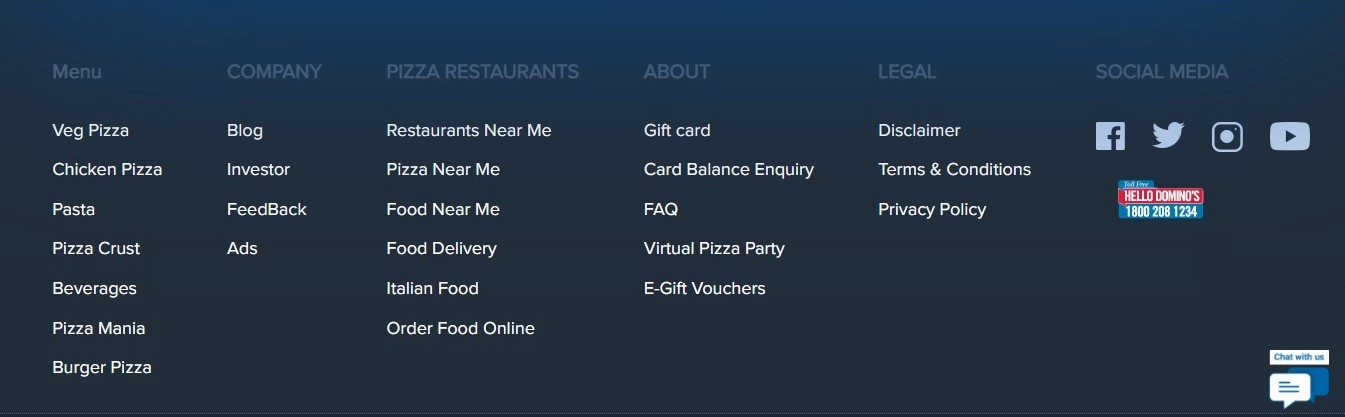 Menu
Veg Pizza
Chicken Pizza
Pasta
Pizza Crust
Beverages
Pizza Mania
Burger Pizza
COMPANY
Blog
Investor
FeedBack
Ads
PIZZA RESTAURANTS
Restaurants Near Me
Pizza Near Me
Food Near Me
Food Delivery
Italian Food
Order Food Online
ABOUT
Gift card
Card Balance Enquiry
FAQ
Virtual Pizza Party
E-Gift Vouchers
LEGAL
Disclaimer
Terms & Conditions
Privacy Policy
SOCIAL MEDIA
Toll Free
HELLO DOMINO'S
1800 208 1234
Chat with us